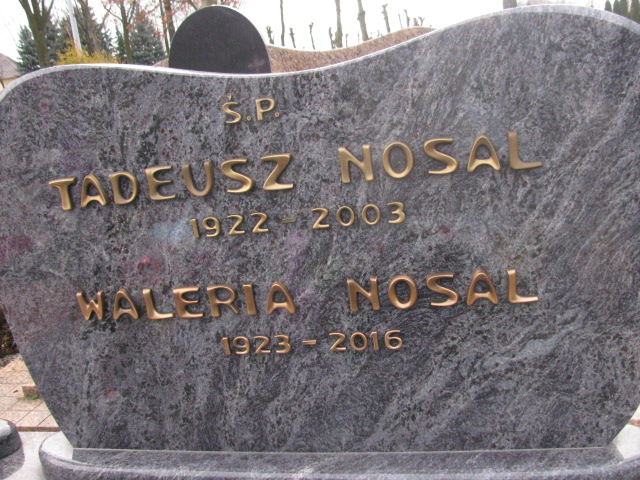 Ś.P.
TADEUSZ NOSAL
1922 - 2003
WALERIA NOSAL
1923 - 2016